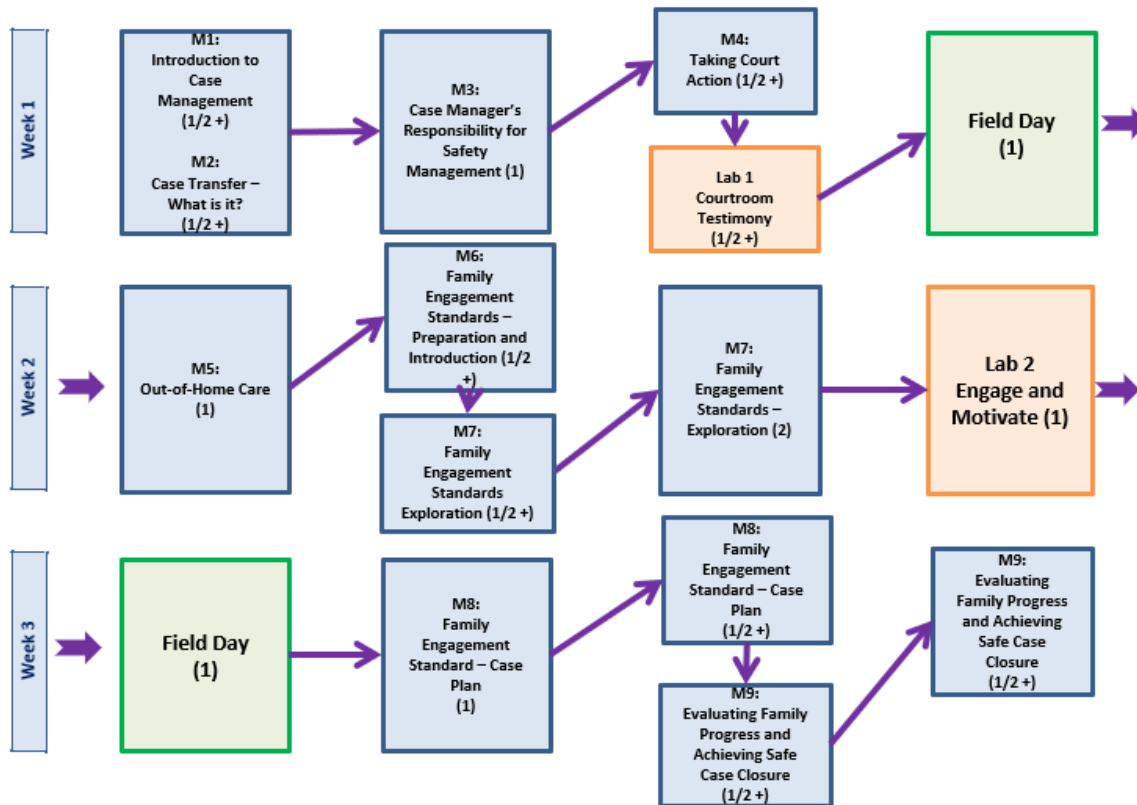 Week 1
M1:
Introduction to
Case
Management
(1/2 +)
M2:
Case Transfer –
What is it?
(1/2 +)
M3:
Case Manager's
Responsibility for
Safety
Management (1)
M4:
Taking Court
Action (1/2 +)
Lab 1
Courtroom
Testimony
(1/2 +)
Field Day
(1)
Week 2
M5:
Out-of-Home Care
(1)
M6:
Family
Engagement
Standards –
Preparation and
Introduction (1/2
+)
M7:
Family
Engagement
Standards
Exploration (1/2 +)
M7:
Family
Engagement
Standards –
Exploration (2)
Lab 2
Engage and
Motivate (1)
Week 3
Field Day
(1)
M8:
Family
Engagement
Standard – Case
Plan
(1)
M8:
Family
Engagement
Standard – Case
Plan
(1/2 +)
M9:
Evaluating Family
Progress and
Achieving Safe
Case Closure
(1/2 +)
M9:
Evaluating
Family Progress
and Achieving
Safe Case
Closure
(1/2 +)